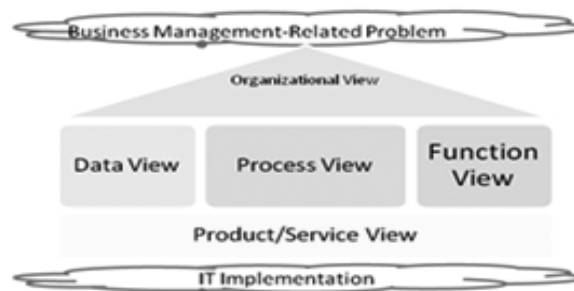 Business Management-Related Problem
Organizational View
Data View
Process View
Function
View
Product/Service View
IT Implementation